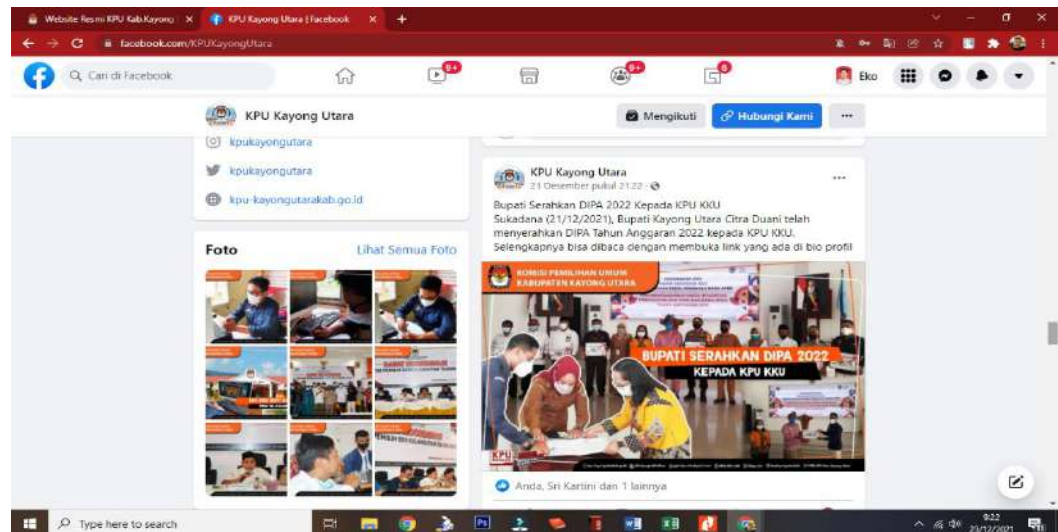 Website Resmi KPU Kab.Kayong
KPU Kayong Utara | Facebook
facebook.com/KPUKayongUtara
Cari di Facebook
9+
9+
6
Eko
KPU Kayong Utara
Mengikuti
Hubungi Kami
kpukayongutara
kpukayongutara
kpu-kayongutarakab.go.id
Foto
Lihat Semua Foto
KPU Kayong Utara
21 Desember pukul 21.22
Bupati Serahkan DIPA 2022 Kepada KPU KKU
Sukadana (21/12/2021), Bupati Kayong Utara Citra Duani telah
menyerahkan DIPA Tahun Anggaran 2022 kepada KPU KKU.
Selengkapnya bisa dibaca dengan membuka link yang ada di bio profil
KOMISI PEMILIHAN UMUM
KABUPATEN KAYONG UTARA
BUPATI SERAHKAN DIPA 2022
KEPADA KPU KKU
KPU
Anda, Sri Kartini dan 1 lainnya
Type here to search
9:22
23/12/2021